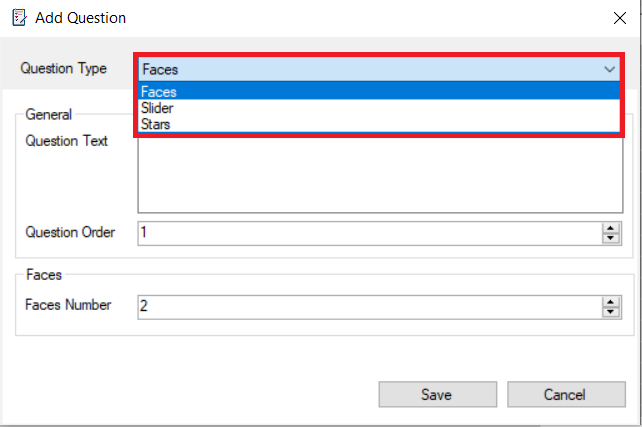 Add Question
Question Type Faces
Faces
Slider
Stars
General
Question Text
Question Order 1
Faces
Faces Number 2
Save Cancel